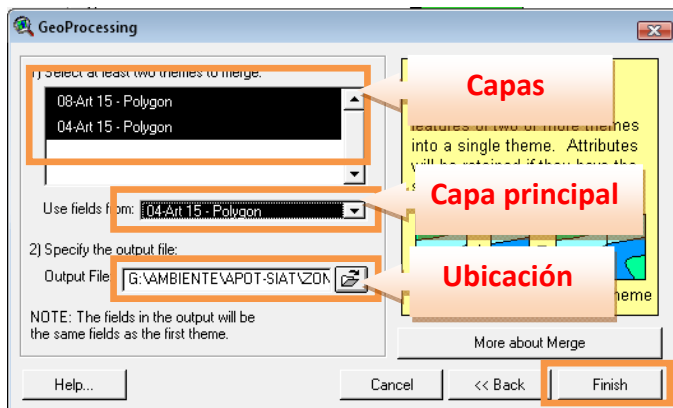 GeoProcessing
1) Select at least two themes to merge:
08-Art 15 - Polygon
04-Art 15 - Polygon
Capas
features of two or more themes
into a single theme. Attributes
will be retained if they have the
Use fields from: 04-Art 15 - Polygon
Capa principal
2) Specify the output file:
Output File: G:\AMBIENTE\APOT-SIAT\ZON
Ubicación
NOTE: The fields in the output will be
the same fields as the first theme.
More about Merge
Help...
Cancel
<< Back
Finish